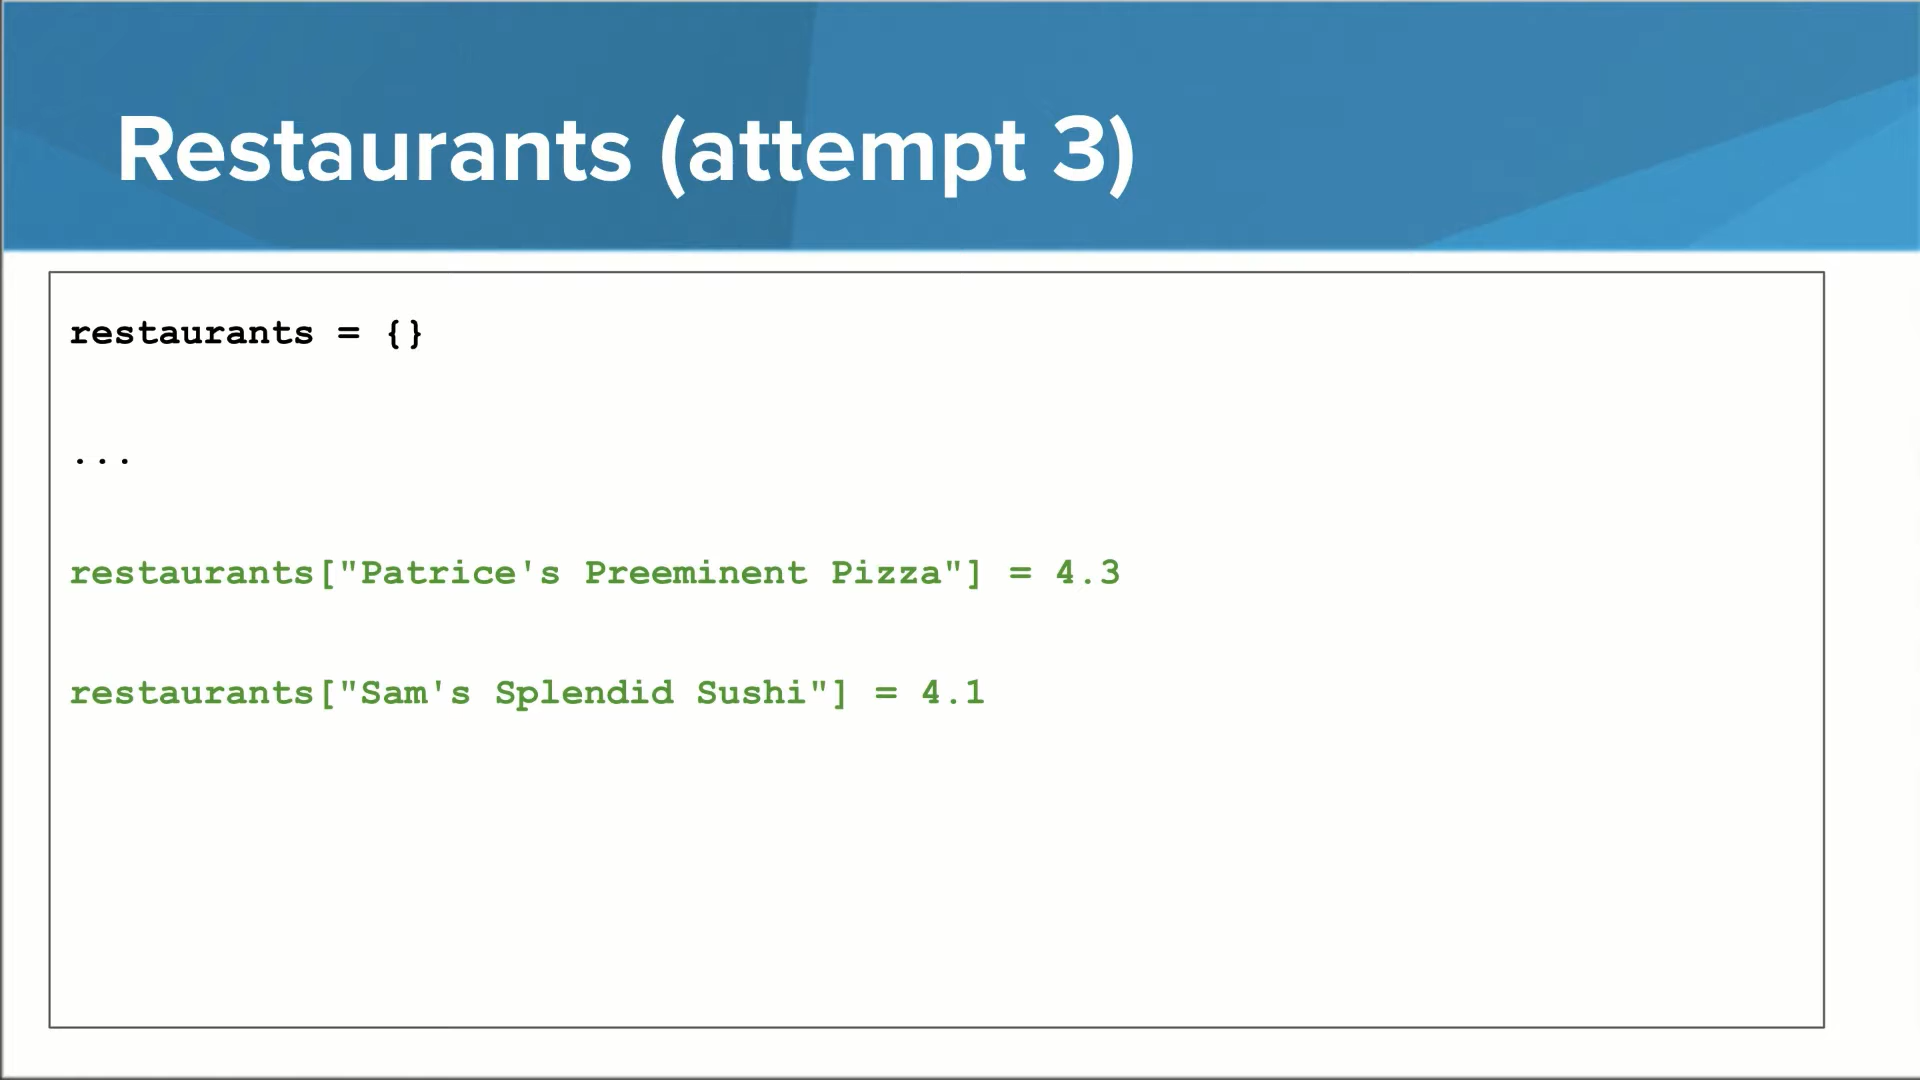 Restaurants (attempt 3)
restaurants = {}
...
restaurants["Patrice's Preeminent Pizza"] = 4.3
restaurants["Sam's Splendid Sushi"] = 4.1